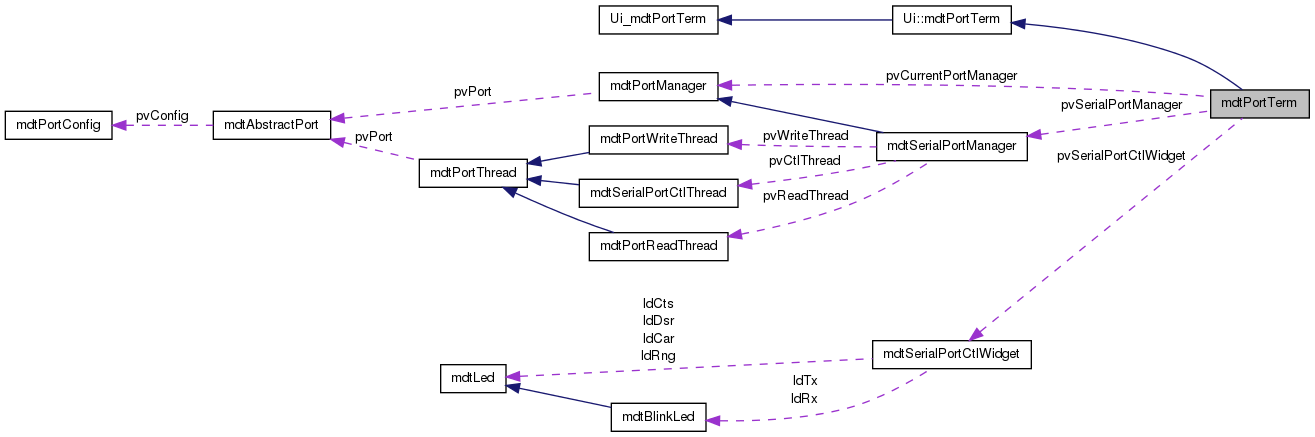 Ui_mdtPortTerm
Ui::mdtPortTerm
pvCurrentPortManager
mdtPortManager
pvPort
mdtPortTerm
pvSerialPortManager
pvConfig
mdtPortConfig
mdtAbstractPort
pvPort
mdtPortWriteThread
pvWriteThread
mdtSerialPortManager
pvCtlThread
pvSerialPortCtlWidget
mdtPortThread
mdtSerialPortCtlThread
pvReadThread
mdtPortReadThread
ldCts
ldDsr
ldCar
ldRng
mdtSerialPortCtlWidget
mdtLed
ldTx
ldRx
mdtBlinkLed